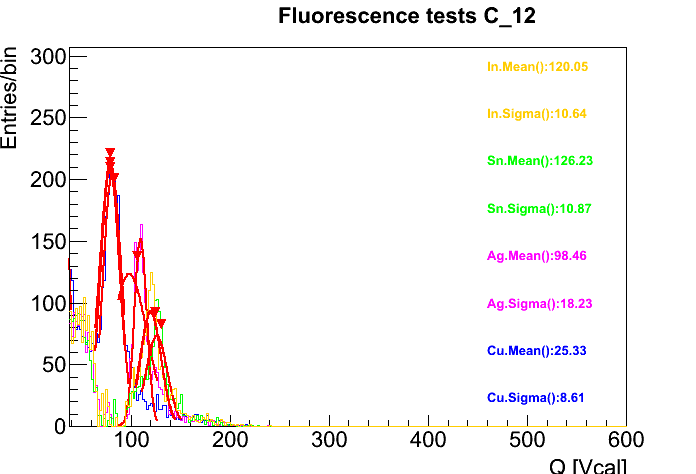 Fluorescence tests C_12
Entries/bin
300
250
200
150
100
50
0
In.Mean():120.05
In.Sigma():10.64
Sn.Mean():126.23
Sn.Sigma():10.87
Ag.Mean():98.46
Ag.Sigma():18.23
Cu.Mean():25.33
Cu.Sigma():8.61
100 200 300 400 500 600
Q [Vcal]